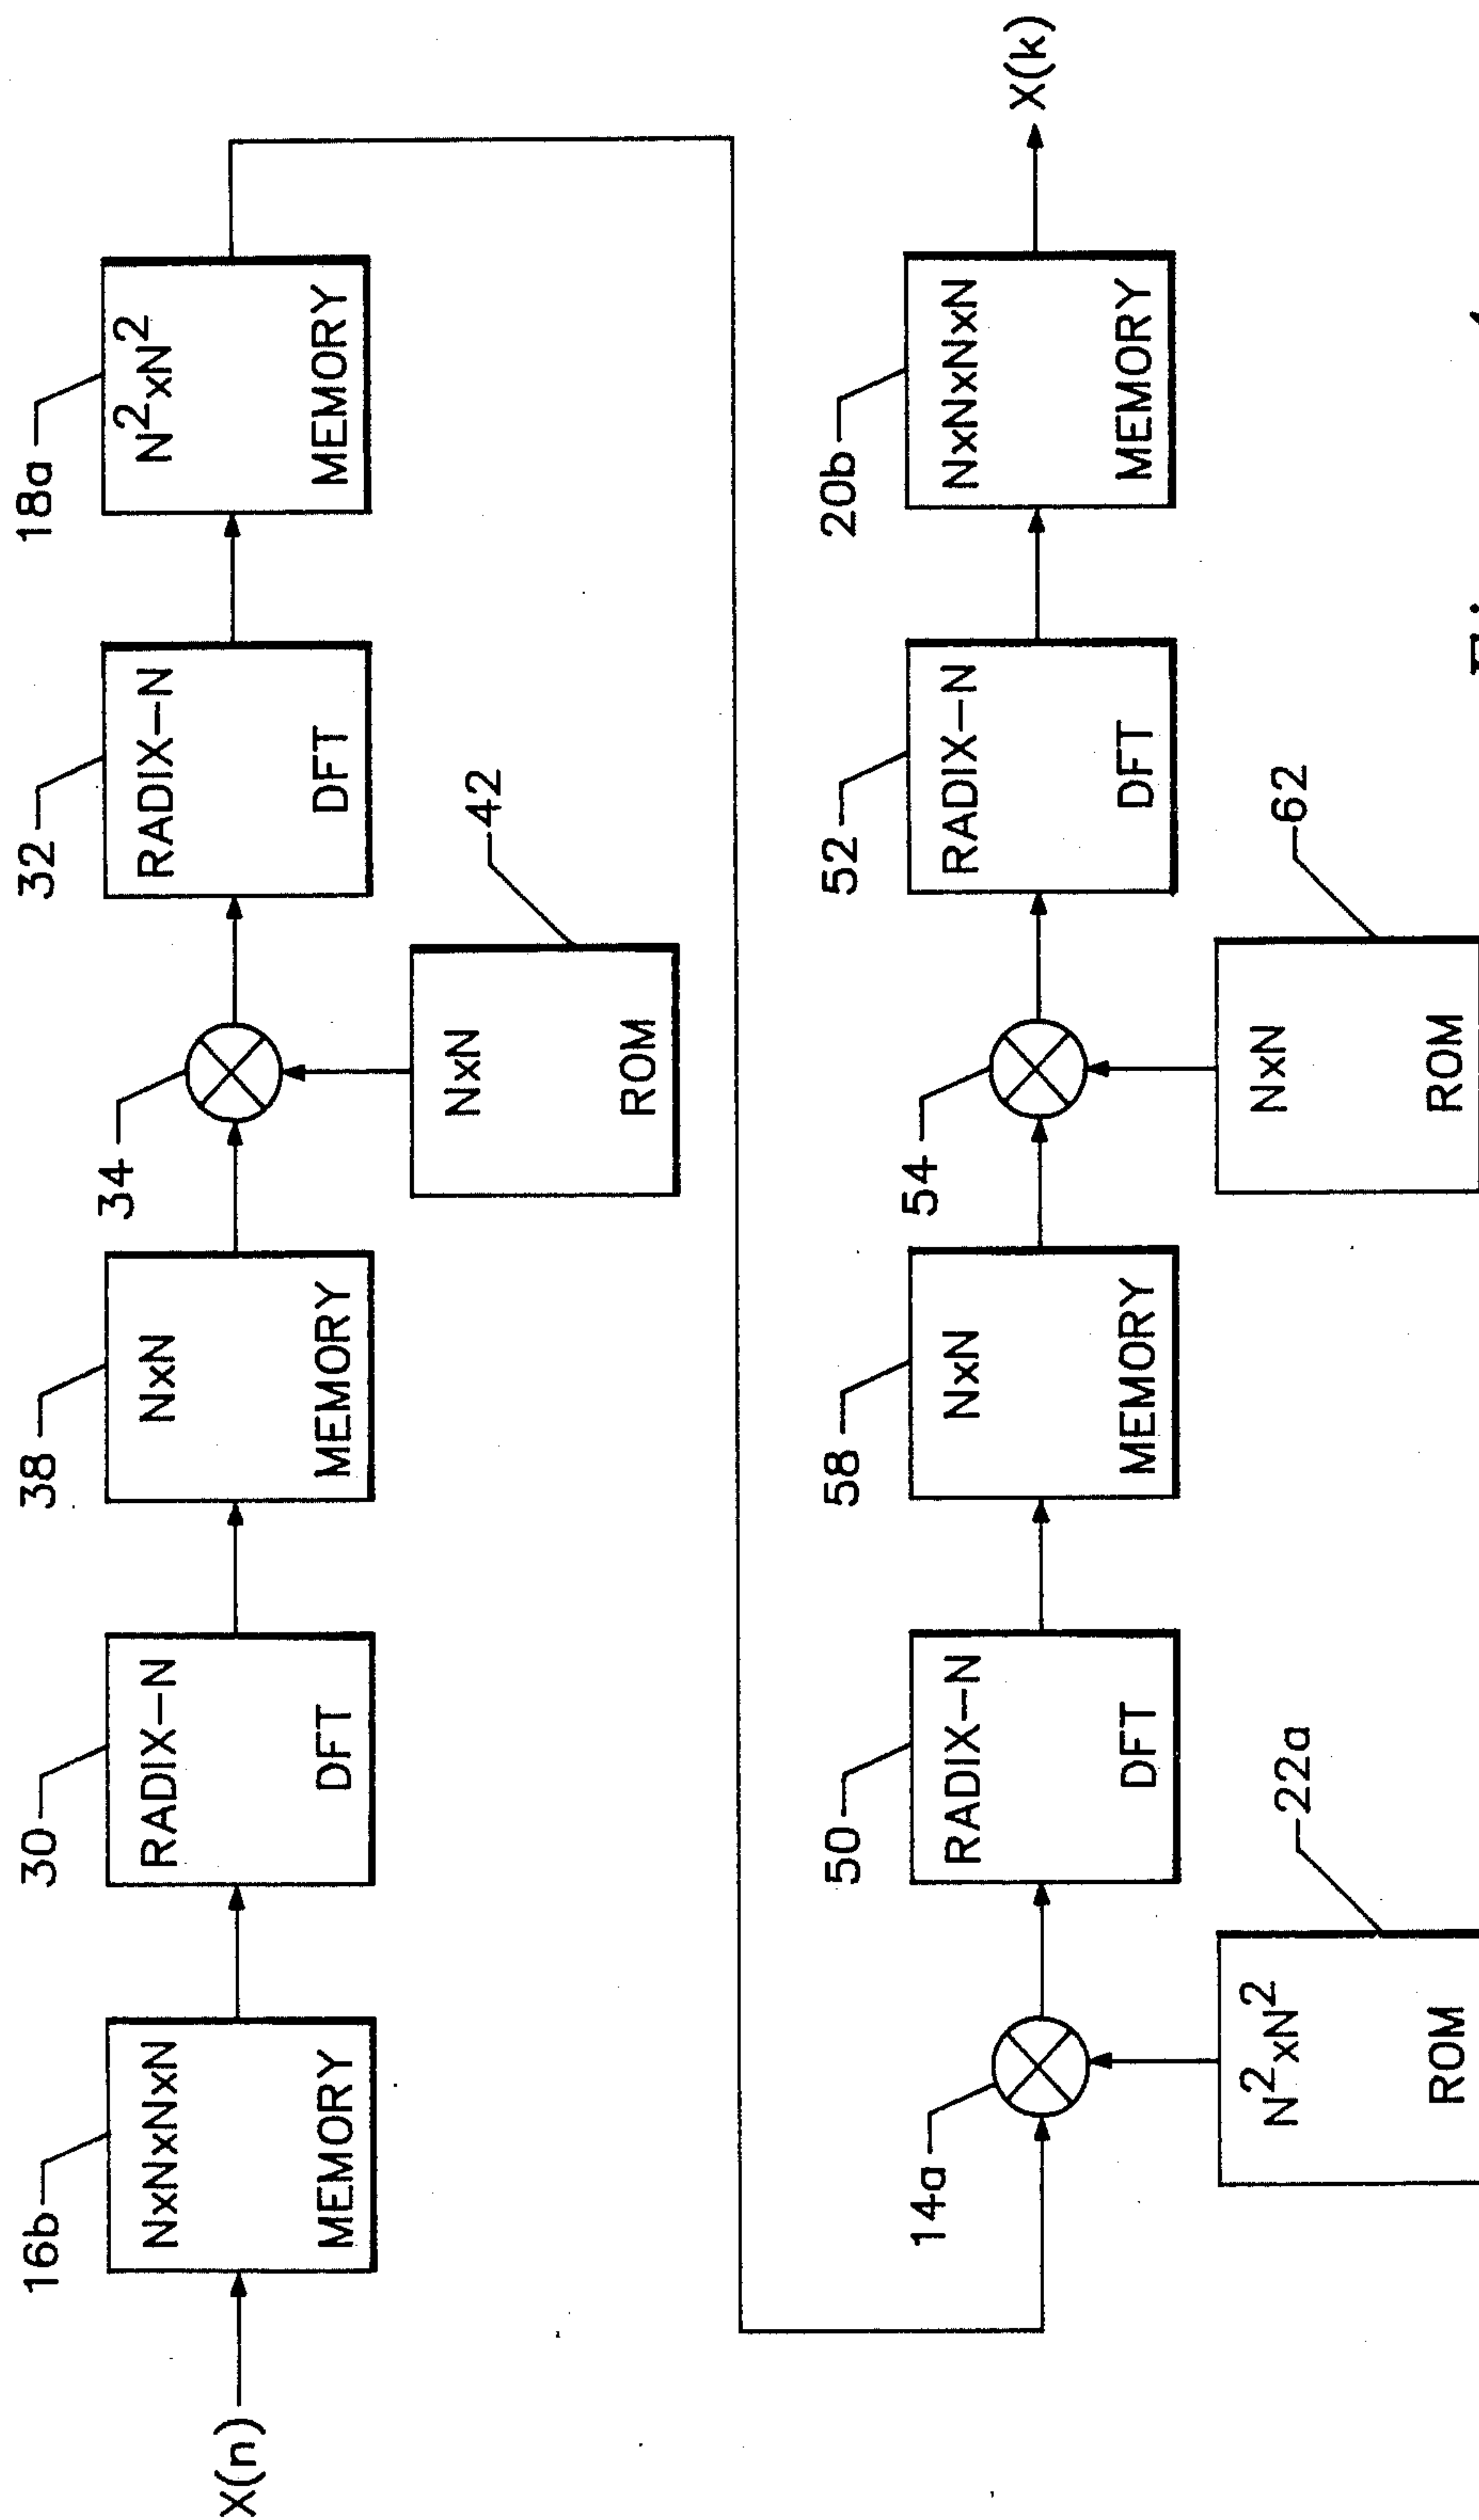 X(n)
16b
NxNxNxN
MEMORY
30
RADIX-N
DFT
38
NxN
MEMORY
34
NxN
ROM
42
32
RADIX-N
DFT
18a
N²xN²
MEMORY
14a
N²xN²
ROM
22a
50
RADIX-N
DFT
58
NxN
MEMORY
54
NxN
ROM
62
52
RADIX-N
DFT
20b
NxNxNxN
MEMORY
X(k)